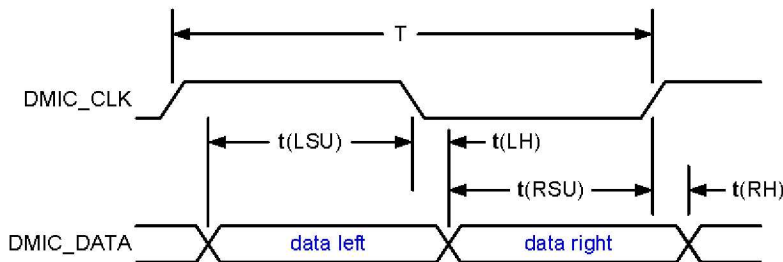 T
DMIC_CLK
t(LSU)
t(LH)
t(RSU)
t(RH)
DMIC_DATA
data left
data right